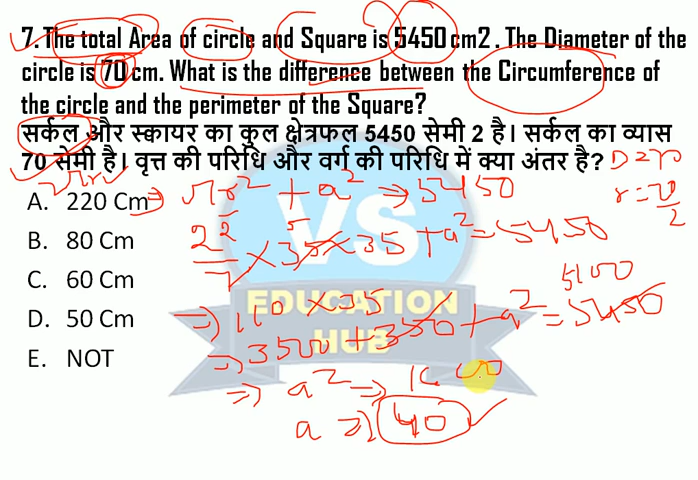 7. The total Area of circle and Square is 5450 cm2 . The Diameter of the
circle is 70 cm. What is the difference between the Circumference of
the circle and the perimeter of the Square?
सर्कल और स्क्वायर का कुल क्षेत्रफल 5450 सेमी 2 है। सर्कल का व्यास
70 सेमी है। वृत्त की परिधि और वर्ग की परिधि में क्या अंतर है? D=70
A. 220 Cm ⇒ πr² + a² ⇒ 5450 r=70/2
B. 80 Cm 22/7 × 35 × 35 + a² = 5450
C. 60 Cm 5100
VS
EDUCATION
HUB
⇒ 110 × 35 + a² = 5450
D. 50 Cm ⇒ 3500 + 350
E. NOT ⇒ a² ⇒ 1600
a ⇒ 40